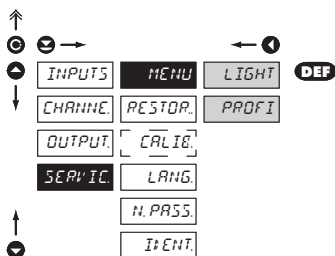 INPUTS MENU LIGHT DEF
CHANNE. RESTOR. PROFI
OUTPUT. CALIB.
SERVIC. LANG.
N. PASS.
IDENT.